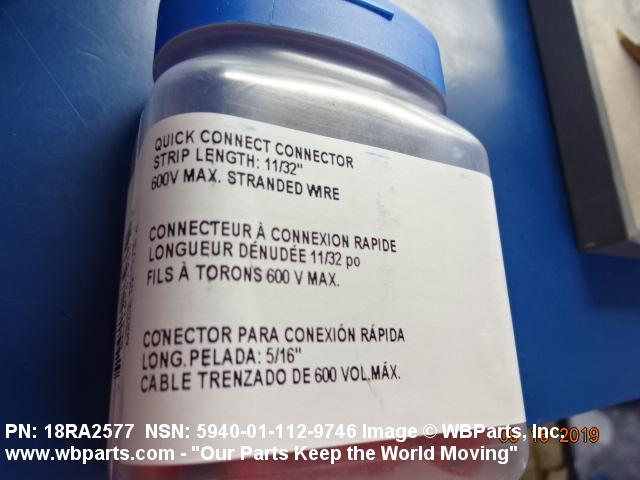 QUICK CONNECT CONNECTOR
STRIP LENGTH: 11/32"
600V MAX. STRANDED WIRE
CONNECTEUR À CONNEXION RAPIDE
LONGUEUR DÉNUDÉE 11/32 po
FILS À TORONS 600 V MAX.
CONECTOR PARA CONEXIÓN RÁPIDA
LONG.PELADA: 5/16"
CABLE TRENZADO DE 600 VOL.MÁX.
PN: 18RA2577 NSN: 5940-01-112-9746 Image © WBParts, Inc.
2019
www.wbparts.com - "Our Parts Keep the World Moving"